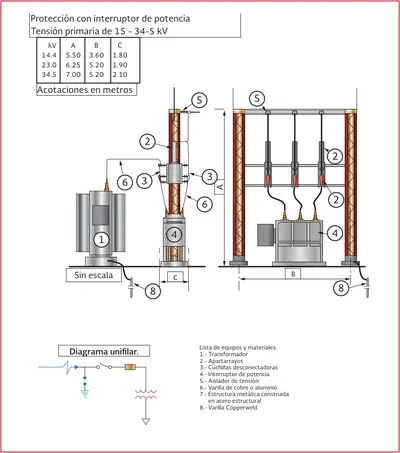 Protección con interruptor de potencia
Tensión primaria de 15 - 34-5 kV
kV A B C
14.4 5.50 3.60 1.80
23.0 6.25 5.20 1.90
34.5 7.00 5.20 2.10
Acotaciones en metros
5
5
2
2
3
3
6
6
A
2
1
4
4
Sin escala
C
B
8
8
Diagrama unifilar.
Lista de equipos y materiales
1.- Transformador
2.- Apartarrayos
3.- Cuchillas desconectadoras
4.- Interruptor de potencia
5.- Aislador de tensión
6.- Varilla de cobre o aluminio
7.- Estructura metálica construida
en acero estructural
8.- Varilla Copperweld